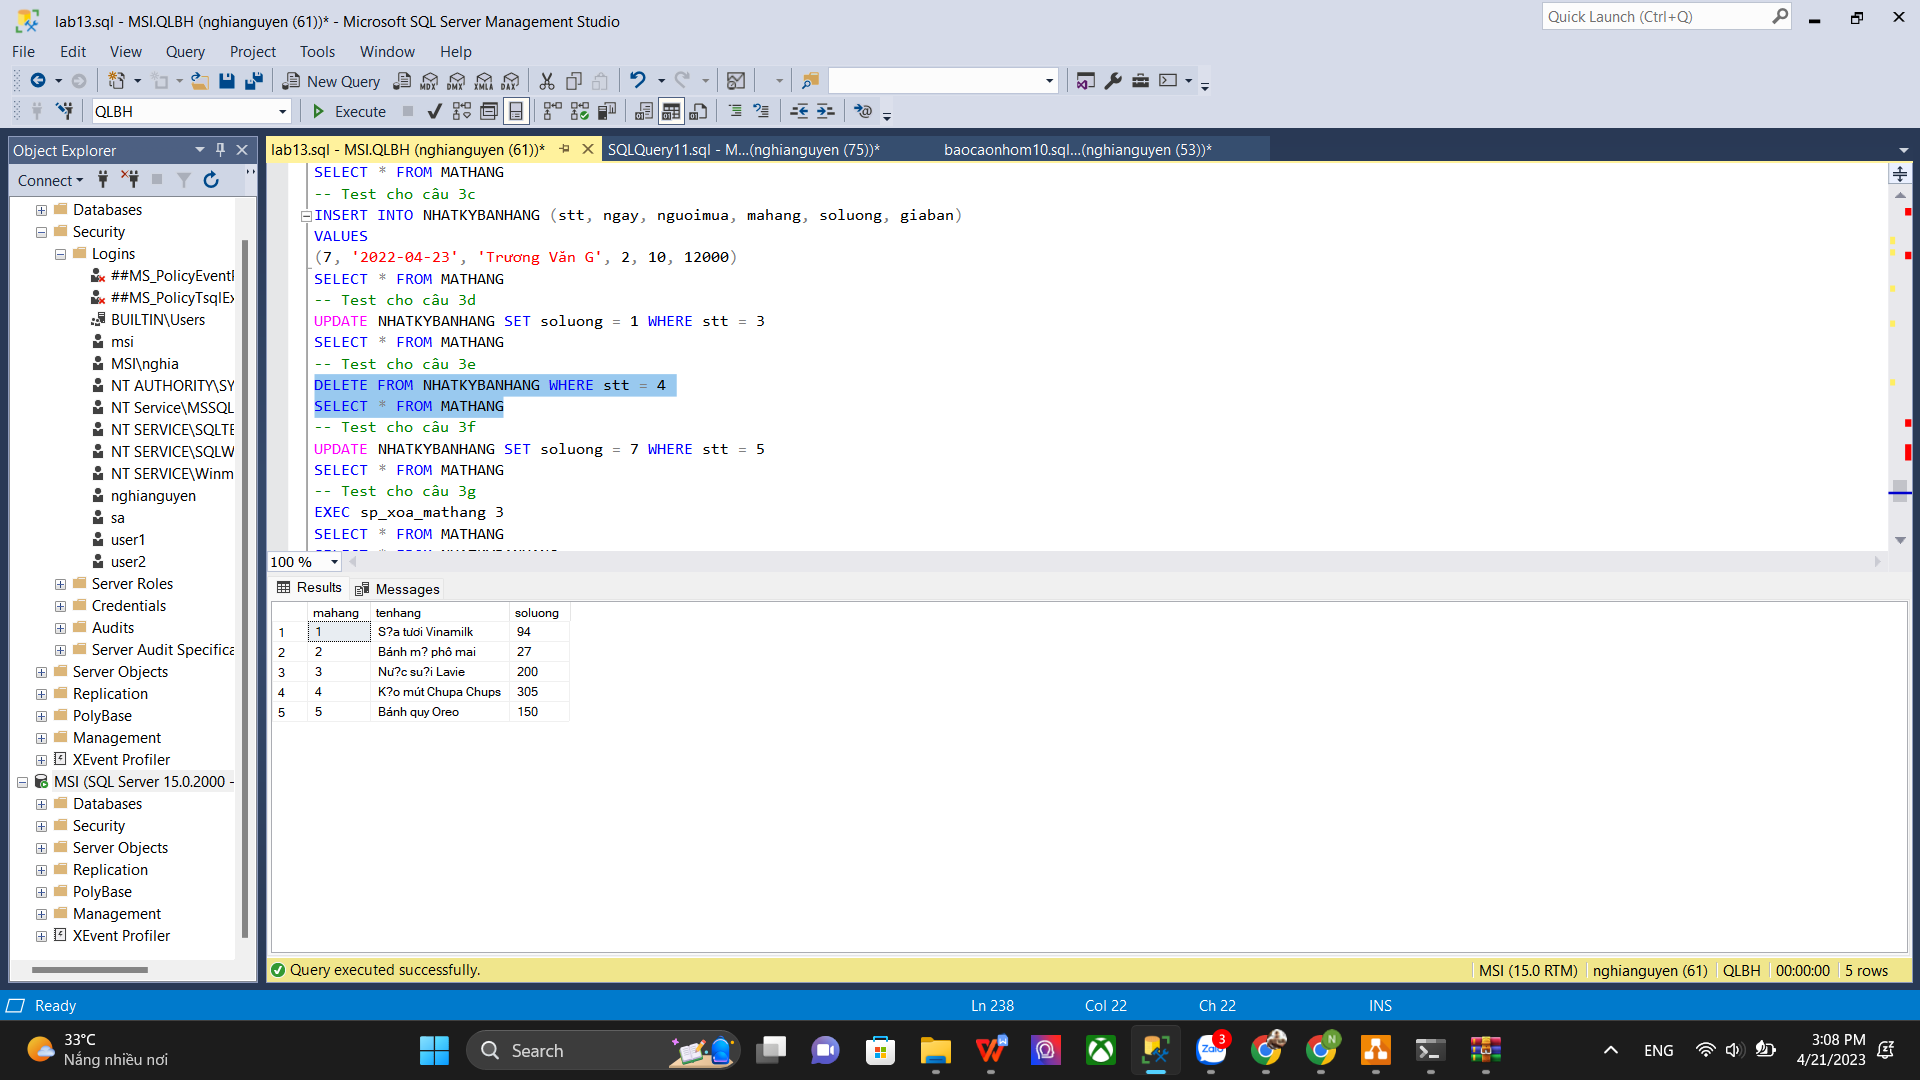 lab13.sql - MSI.QLBH (nghianguyen (61))* - Microsoft SQL Server Management Studio
Quick Launch (Ctrl+Q)
File Edit View Query Project Tools Window Help
New Query MDX DMX XMLA DAX
QLBH Execute
Object Explorer
lab13.sql - MSI.QLBH (nghianguyen (61))* SQLQuery11.sql - M...(nghianguyen (75))* baocaonhom10.sql...(nghianguyen (53))*
Connect
Databases
Security
Logins
##MS_PolicyEventP
##MS_PolicyTsqlEx
BUILTIN\Users
msi
MSI\nghia
NT AUTHORITY\SY
NT Service\MSSQL
NT SERVICE\SQLTE
NT SERVICE\SQLW
NT SERVICE\Winm
nghianguyen
sa
user1
user2
Server Roles
Credentials
Audits
Server Audit Specifica
Server Objects
Replication
PolyBase
Management
XEvent Profiler
MSI (SQL Server 15.0.2000 -
Databases
Security
Server Objects
Replication
PolyBase
Management
XEvent Profiler
SELECT * FROM MATHANG
-- Test cho câu 3c
INSERT INTO NHATKYBANHANG (stt, ngay, nguoimua, mahang, soluong, giaban)
VALUES
(7, '2022-04-23', 'Trương Văn G', 2, 10, 12000)
SELECT * FROM MATHANG
-- Test cho câu 3d
UPDATE NHATKYBANHANG SET soluong = 1 WHERE stt = 3
SELECT * FROM MATHANG
-- Test cho câu 3e
DELETE FROM NHATKYBANHANG WHERE stt = 4
SELECT * FROM MATHANG
-- Test cho câu 3f
UPDATE NHATKYBANHANG SET soluong = 7 WHERE stt = 5
SELECT * FROM MATHANG
-- Test cho câu 3g
EXEC sp_xoa_mathang 3
SELECT * FROM MATHANG
100 %
Results Messages
mahang tenhang soluong
1 1 S?a tươi Vinamilk 94
2 2 Bánh m? phô mai 27
3 3 Nư?c su?i Lavie 200
4 4 K?o mút Chupa Chups 305
5 5 Bánh quy Oreo 150
Query executed successfully. MSI (15.0 RTM) nghianguyen (61) QLBH 00:00:00 5 rows
Ready Ln 238 Col 22 Ch 22 INS
33°C
Nắng nhiều nơi
Search
Zalo 3
N
ENG
3:08 PM
4/21/2023